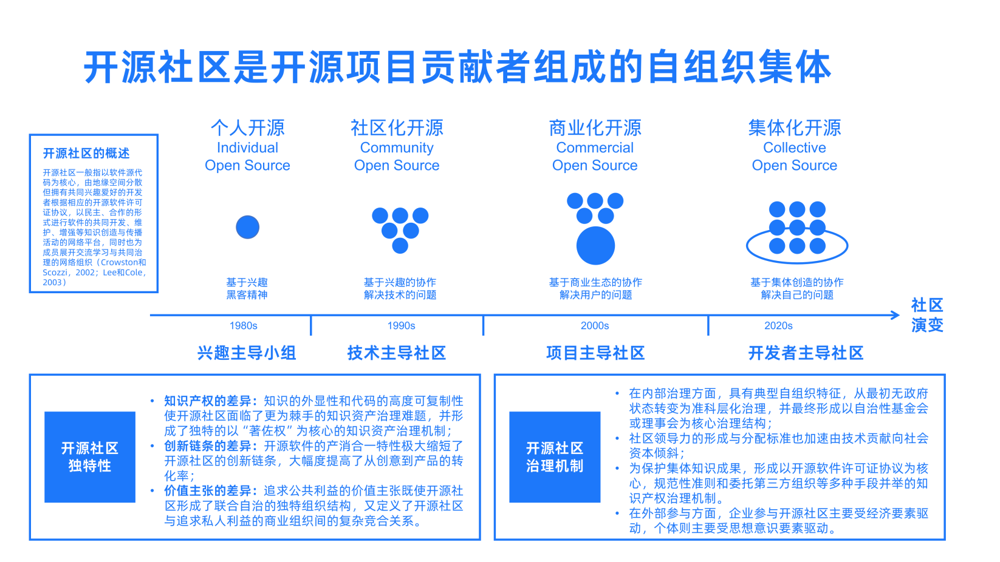 开源社区是开源项目贡献者组成的自组织集体
开源社区的概述
开源社区一般指以软件源代
码为核心，由地缘空间分散
但拥有共同兴趣爱好的开发
者根据相应的开源软件许可
证协议，以民主、合作的形
式进行软件的共同开发、维
护、增强等知识创造与传播
活动的网络平台，同时也为
成员展开交流学习与共同治
理的网络组织（Crowston和
Scozzi，2002；Lee和Cole，
2003）
个人开源
Individual
Open Source
基于兴趣
黑客精神
社区化开源
Community
Open Source
基于兴趣的协作
解决技术的问题
商业化开源
Commercial
Open Source
基于商业生态的协作
解决用户的问题
集体化开源
Collective
Open Source
基于集体创造的协作
解决自己的问题
社区
演变
1980s
1990s
2000s
2020s
兴趣主导小组
技术主导社区
项目主导社区
开发者主导社区
开源社区
独特性
• 知识产权的差异：知识的外显性和代码的高度可复制性
使开源社区面临了更为棘手的知识资产治理难题，并形
成了独特的以“著佐权”为核心的知识资产治理机制；
• 创新链条的差异：开源软件的产消合一特性极大缩短了
开源社区的创新链条，大幅度提高了从创意到产品的转
化率；
• 价值主张的差异：追求公共利益的价值主张既使开源社
区形成了联合自治的独特组织结构，又定义了开源社区
与追求私人利益的商业组织间的复杂竞合关系。
开源社区
治理机制
• 在内部治理方面，具有典型自组织特征，从最初无政府
状态转变为准科层化治理，并最终形成以自治性基金会
或理事会为核心治理结构；
• 社区领导力的形成与分配标准也加速由技术贡献向社会
资本倾斜；
• 为保护集体知识成果，形成以开源软件许可证协议为核
心，规范性准则和委托第三方组织等多种手段并举的知
识产权治理机制。
• 在外部参与方面，企业参与开源社区主要受经济要素驱
动，个体则主要受思想意识要素驱动。